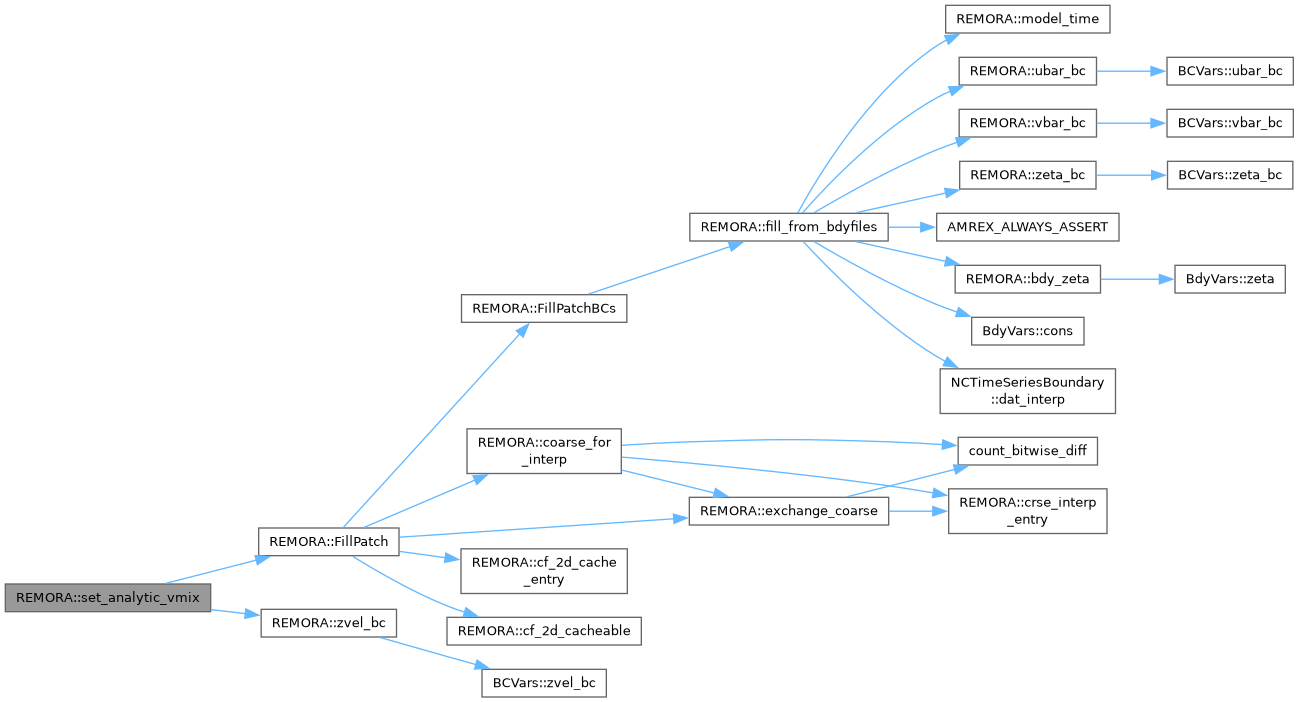 REMORA::model_time
REMORA::ubar_bc
BCVars::ubar_bc
REMORA::vbar_bc
BCVars::vbar_bc
REMORA::zeta_bc
BCVars::zeta_bc
REMORA::fill_from_bdyfiles
AMREX_ALWAYS_ASSERT
REMORA::bdy_zeta
BdyVars::zeta
REMORA::FillPatchBCs
BdyVars::cons
NCTimeSeriesBoundary
::dat_interp
REMORA::coarse_for
_interp
count_bitwise_diff
REMORA::exchange_coarse
REMORA::crse_interp
_entry
REMORA::FillPatch
REMORA::cf_2d_cache
_entry
REMORA::set_analytic_vmix
REMORA::zvel_bc
REMORA::cf_2d_cacheable
BCVars::zvel_bc